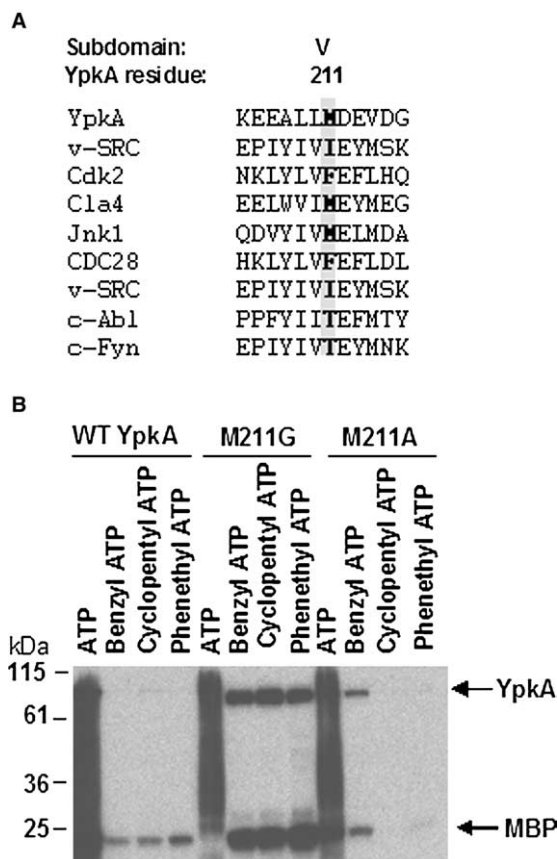 A
Subdomain: V
YpkA residue: 211
YpkA KEEALLMDEVDG
v-SRC EPIYIVIEYMSK
Cdk2 NKLYLVFEFLHQ
Cla4 EELWVIMEYMEG
Jnk1 QDVYIVMELMDA
CDC28 HKLYLVFEFLDL
v-SRC EPIYIVIEYMSK
c-Abl PPFYIITEFMTY
c-Fyn EPIYIVTEYMNK
B
WT YpkA M211G M211A
ATP
Benzyl ATP
Cyclopentyl ATP
Phenethyl ATP
ATP
Benzyl ATP
Cyclopentyl ATP
Phenethyl ATP
ATP
Benzyl ATP
Cyclopentyl ATP
Phenethyl ATP
kDa
115
YpkA
61
36
25
MBP